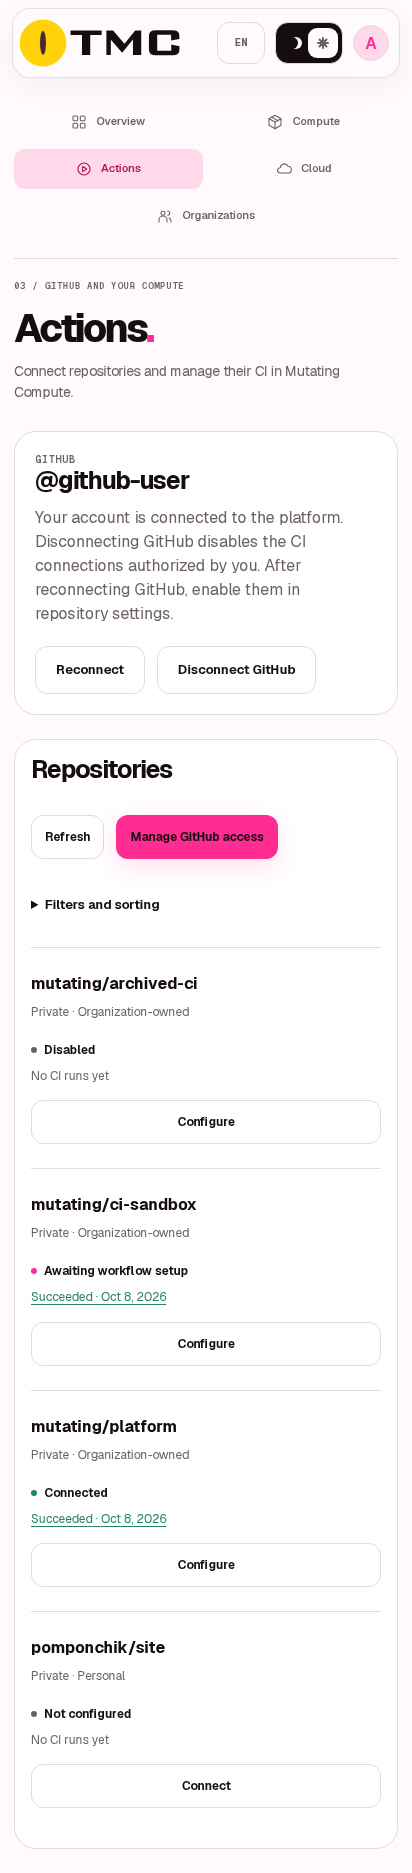 TMC
EN
A
Overview
Compute
Actions
Cloud
Organizations
03 / GITHUB AND YOUR COMPUTE
Actions.
Connect repositories and manage their CI in Mutating
Compute.
GITHUB
@github-user
Your account is connected to the platform.
Disconnecting GitHub disables the CI
connections authorized by you. After
reconnecting GitHub, enable them in
repository settings.
Reconnect
Disconnect GitHub
Repositories
Refresh
Manage GitHub access
Filters and sorting
mutating/archived-ci
Private · Organization-owned
Disabled
No CI runs yet
Configure
mutating/ci-sandbox
Private · Organization-owned
Awaiting workflow setup
Succeeded · Oct 8, 2026
Configure
mutating/platform
Private · Organization-owned
Connected
Succeeded · Oct 8, 2026
Configure
pomponchik/site
Private · Personal
Not configured
No CI runs yet
Connect